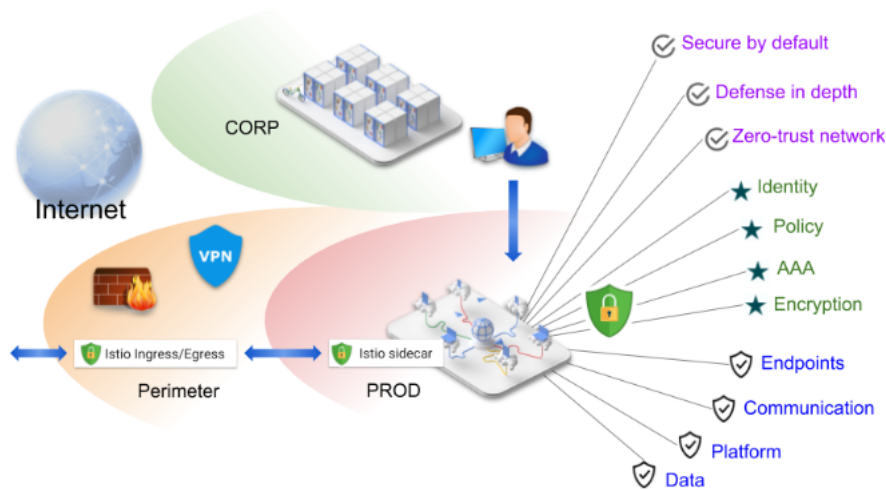 Secure by default
Defense in depth
CORP
Zero-trust network
Internet
Identity
VPN
Policy
AAA
Encryption
Istio Ingress/Egress
Istio sidecar
Endpoints
Perimeter
PROD
Communication
Platform
Data